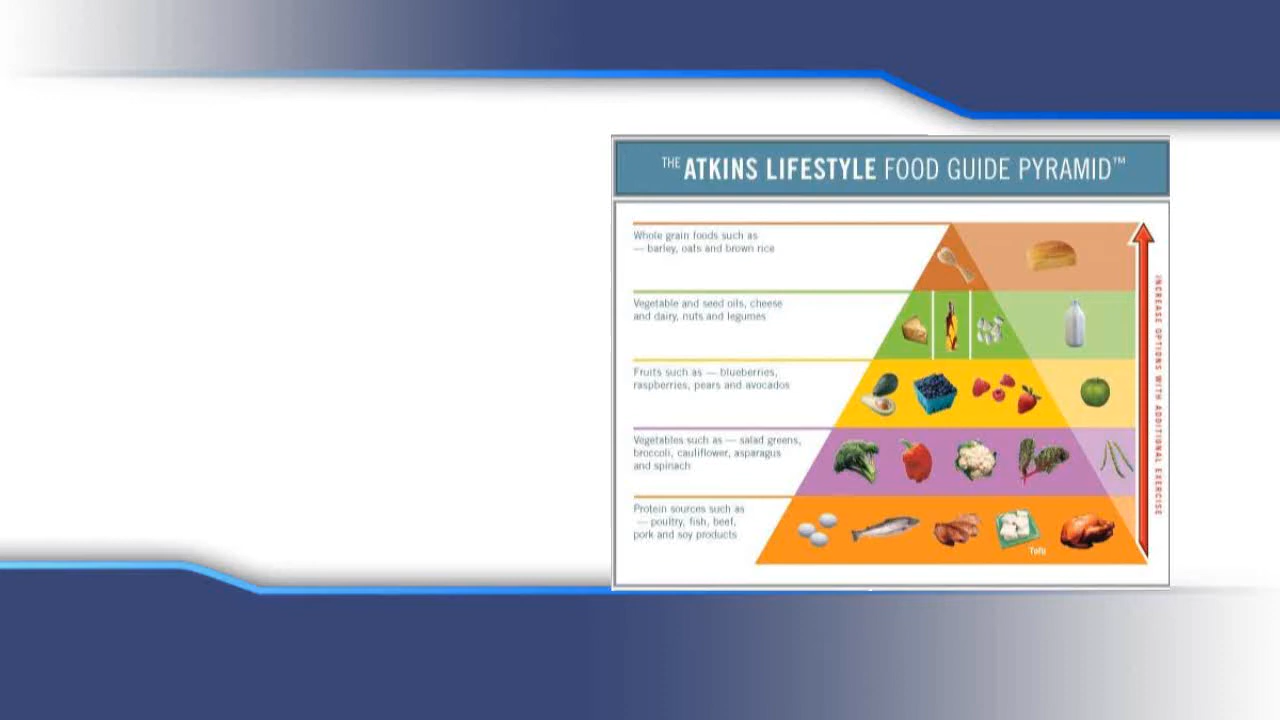 THE ATKINS LIFESTYLE FOOD GUIDE PYRAMID™
Whole grain foods such as
— barley, oats and brown rice
Vegetable and seed oils, cheese
and dairy, nuts and legumes
Fruits such as — blueberries,
raspberries, pears and avocados
Vegetables such as — salad greens,
broccoli, cauliflower, asparagus
and spinach
Protein sources such as
— poultry, fish, beef,
pork and soy products
Tofu
INCREASE OPTIONS WITH ADDITIONAL EXERCISE